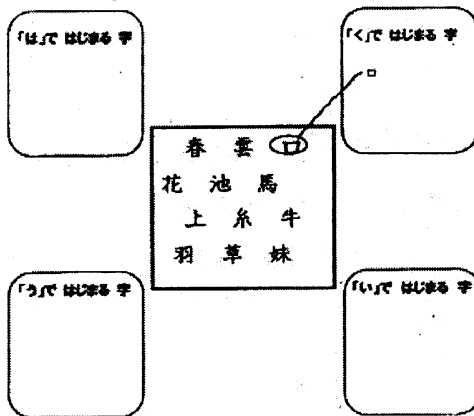 「は」で はじまる 字
「く」で はじまる 字
口
春 雲 口
花 池 馬
上 糸 牛
羽 草 妹
「う」で はじまる 字
「い」で はじまる 字